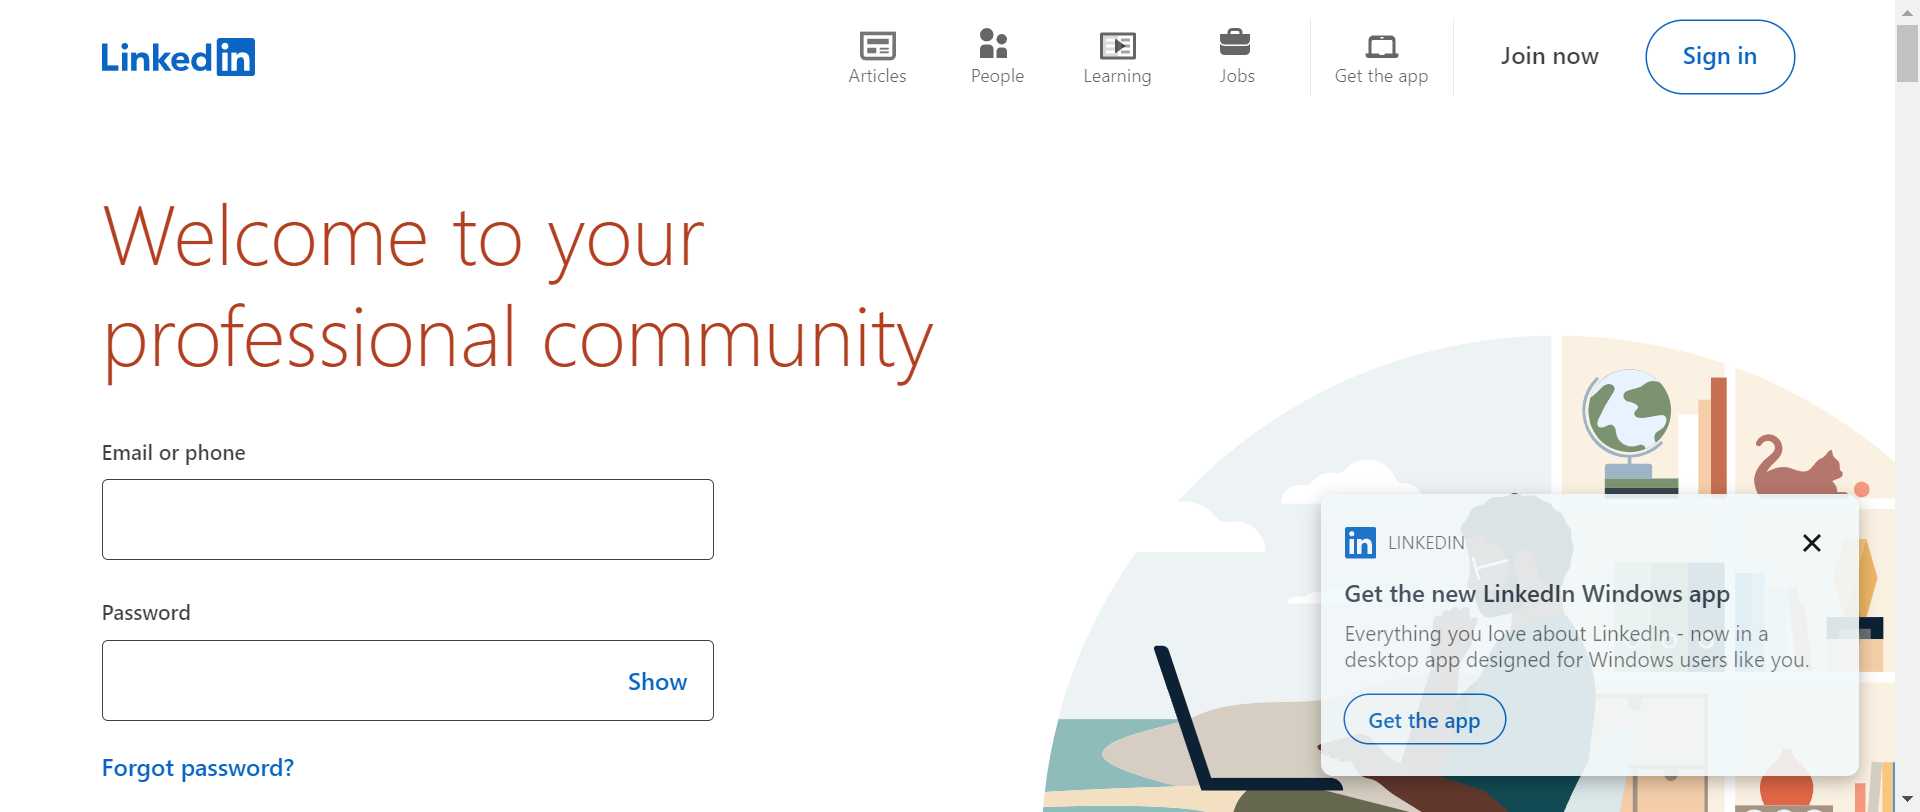 Linkedin
Articles
People
Learning
Jobs
Get the app
Join now
Sign in
Welcome to your
professional community
Email or phone
Password
Show
Forgot password?
in LINKEDIN
Get the new LinkedIn Windows app
Everything you love about LinkedIn - now in a
desktop app designed for Windows users like you.
Get the app